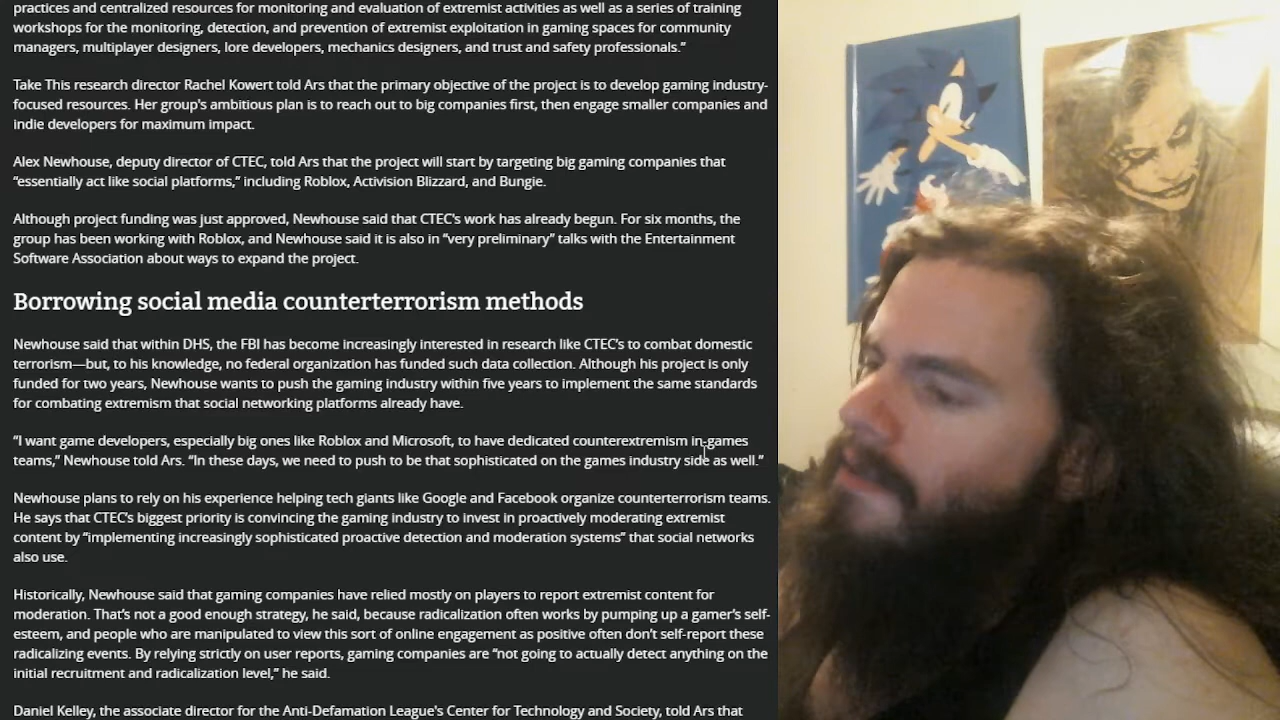 practices and centralized resources for monitoring and evaluation of extremist activities as well as a series of training
workshops for the monitoring, detection, and prevention of extremist exploitation in gaming spaces for community
managers, multiplayer designers, lore developers, mechanics designers, and trust and safety professionals.”
Take This research director Rachel Kowert told Ars that the primary objective of the project is to develop gaming industry-
focused resources. Her group's ambitious plan is to reach out to big companies first, then engage smaller companies and
indie developers for maximum impact.
Alex Newhouse, deputy director of CTEC, told Ars that the project will start by targeting big gaming companies that
“essentially act like social platforms,” including Roblox, Activision Blizzard, and Bungie.
Although project funding was just approved, Newhouse said that CTEC's work has already begun. For six months, the
group has been working with Roblox, and Newhouse said it is also in “very preliminary” talks with the Entertainment
Software Association about ways to expand the project.
Borrowing social media counterterrorism methods
Newhouse said that within DHS, the FBI has become increasingly interested in research like CTEC's to combat domestic
terrorism—but, to his knowledge, no federal organization has funded such data collection. Although his project is only
funded for two years, Newhouse wants to push the gaming industry within five years to implement the same standards
for combating extremism that social networking platforms already have.
“I want game developers, especially big ones like Roblox and Microsoft, to have dedicated counterextremism in-games
teams,” Newhouse told Ars. “In these days, we need to push to be that sophisticated on the games industry side as well.”
Newhouse plans to rely on his experience helping tech giants like Google and Facebook organize counterterrorism teams.
He says that CTEC’s biggest priority is convincing the gaming industry to invest in proactively moderating extremist
content by “implementing increasingly sophisticated proactive detection and moderation systems” that social networks
also use.
Historically, Newhouse said that gaming companies have relied mostly on players to report extremist content for
moderation. That’s not a good enough strategy, he said, because radicalization often works by pumping up a gamer’s self-
esteem, and people who are manipulated to view this sort of online engagement as positive often don’t self-report these
radicalizing events. By relying strictly on user reports, gaming companies are “not going to actually detect anything on the
initial recruitment and radicalization level,” he said.
Daniel Kelley, the associate director for the Anti-Defamation League's Center for Technology and Society, told Ars that